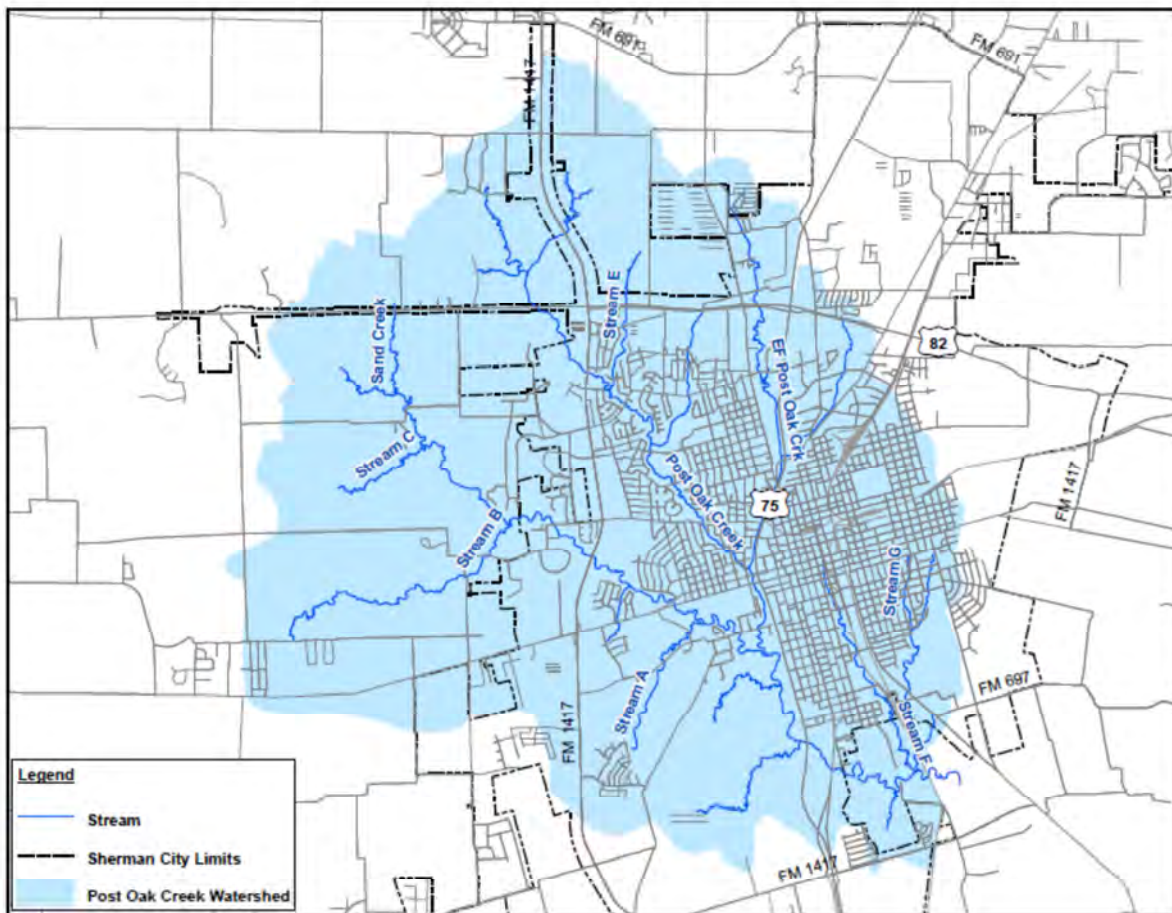 FM 691
FM 691
FM 1417
82
Stream E
Sand Creek
EF Post Oak Crk
Stream C
Post Oak Creek
75
FM 1417
Stream B
Stream G
Stream A
FM 697
Stream F
FM 1417
FM 1417
Legend
Stream
Sherman City Limits
Post Oak Creek Watershed